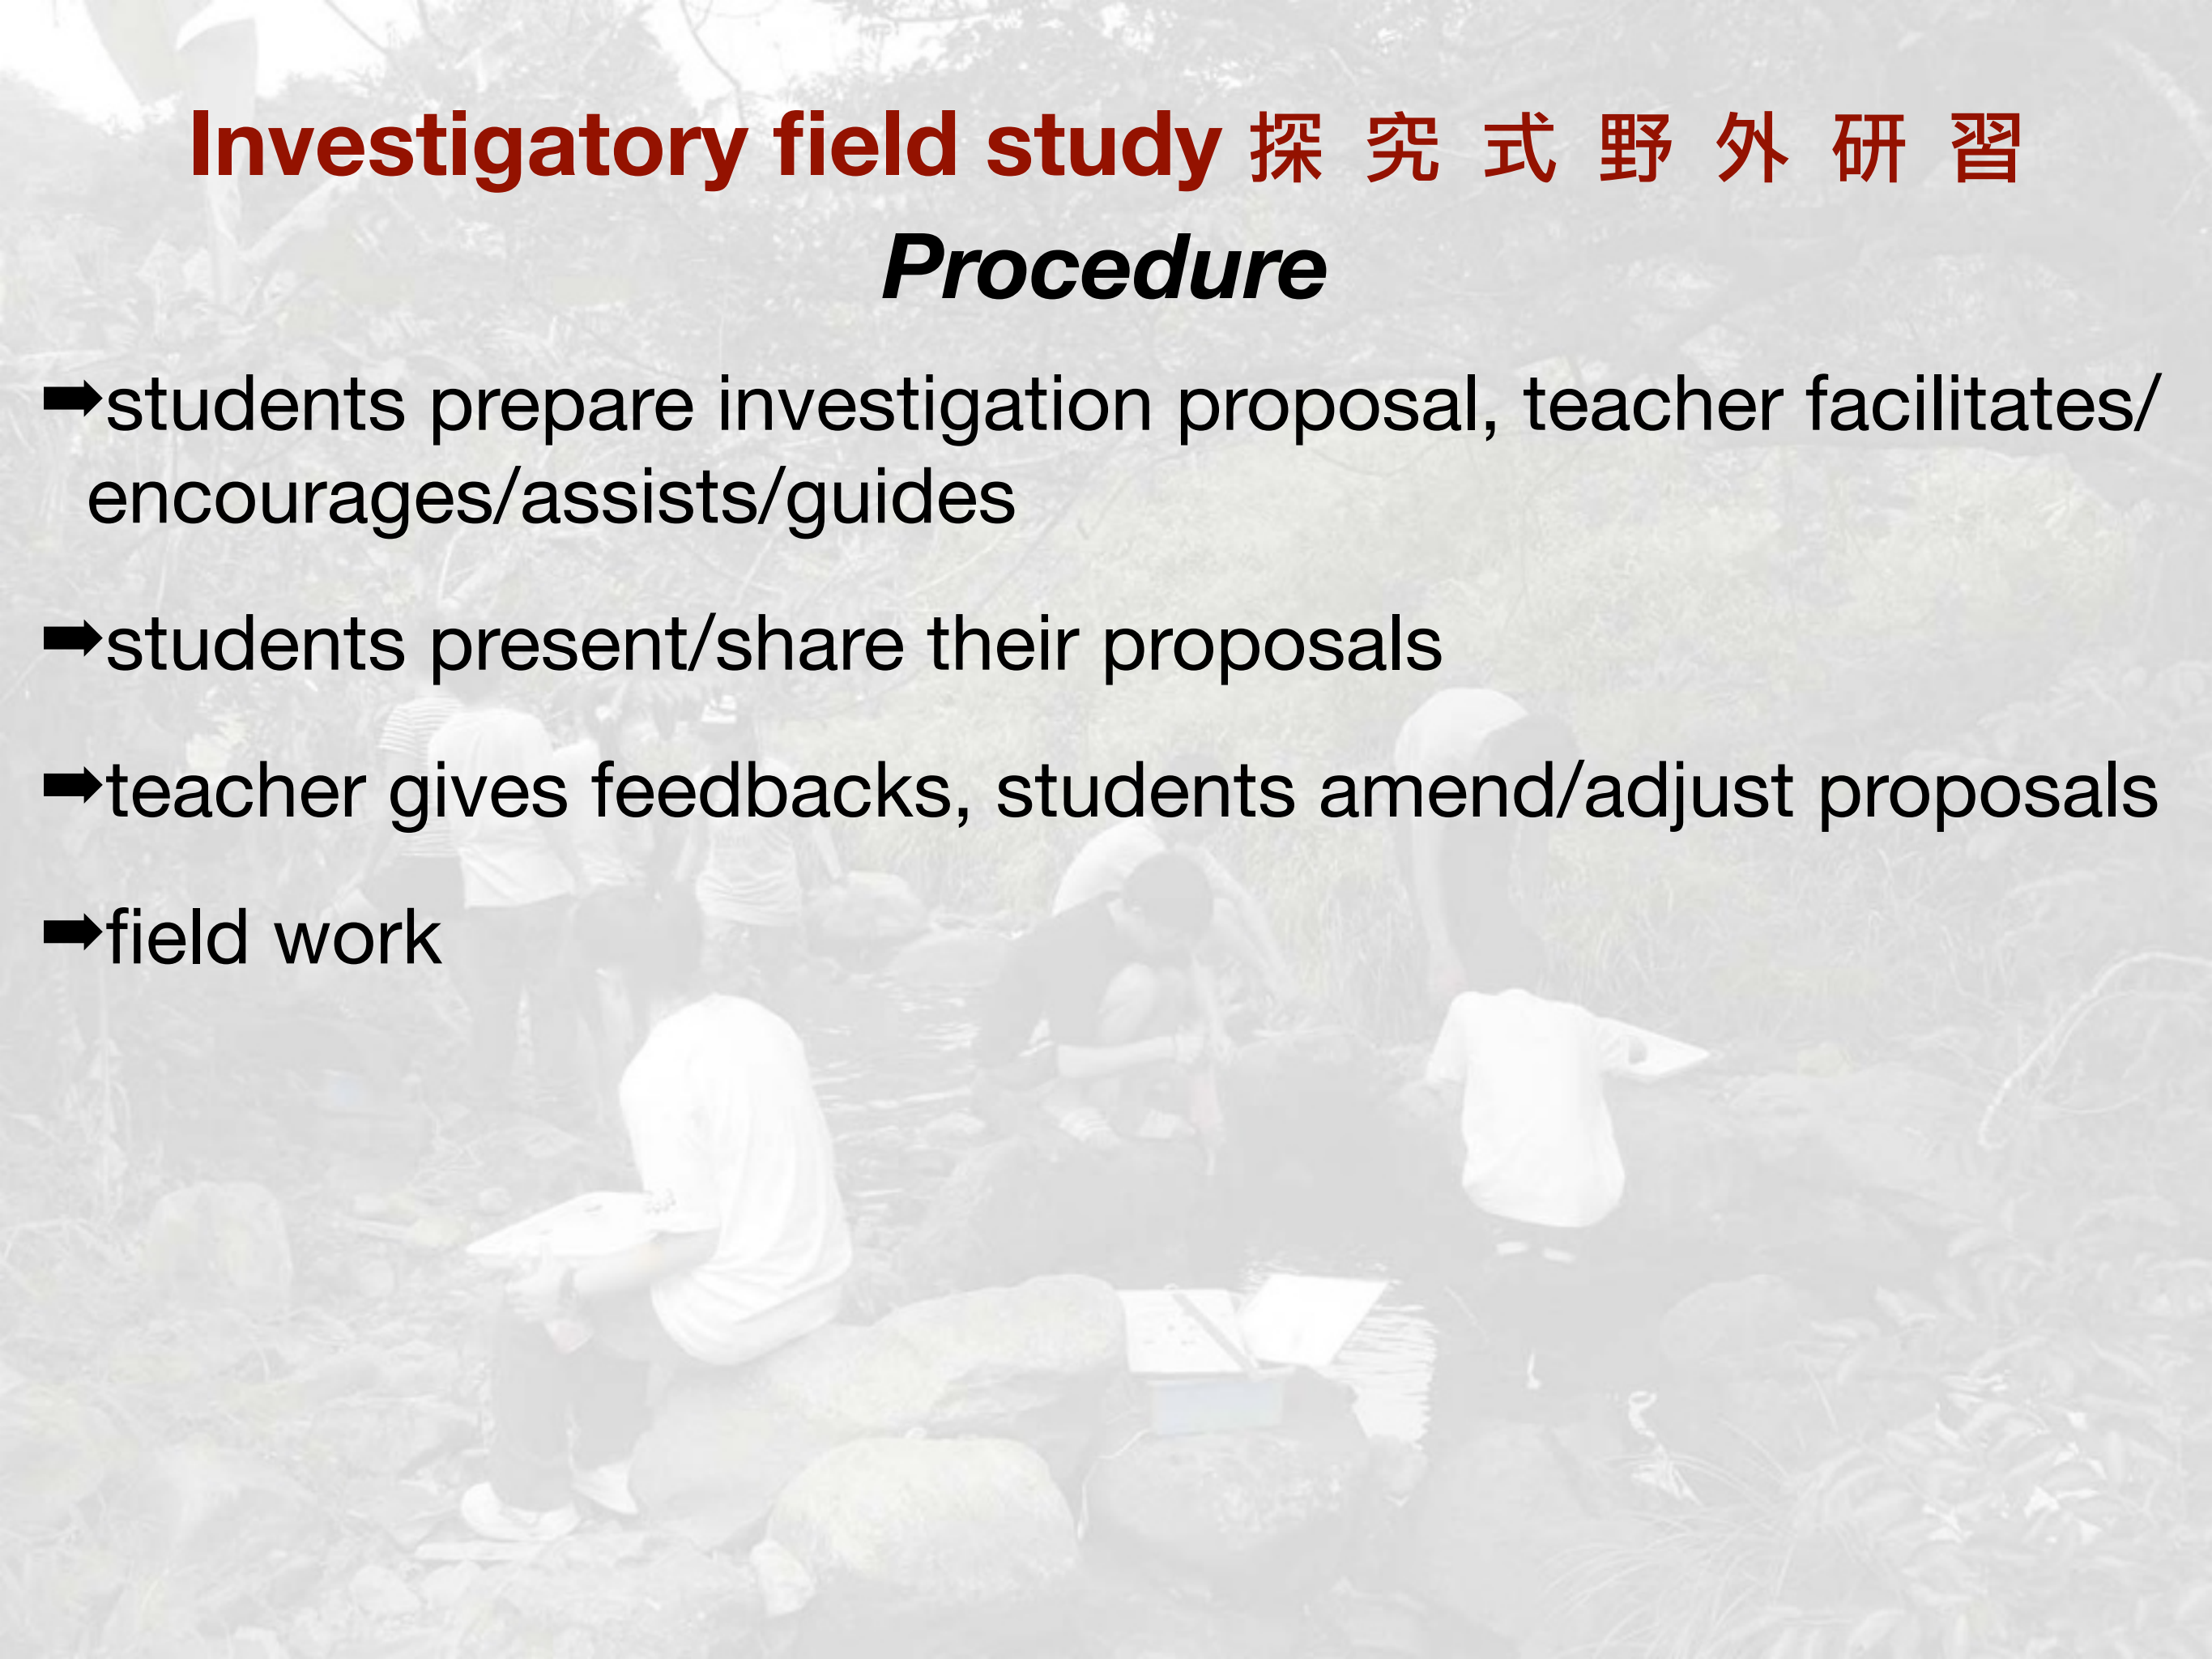 Investigatory field study 探 究 式 野 外 研 習
Procedure
➡students prepare investigation proposal, teacher facilitates/
encourages/assists/guides
➡students present/share their proposals
➡teacher gives feedbacks, students amend/adjust proposals
➡field work